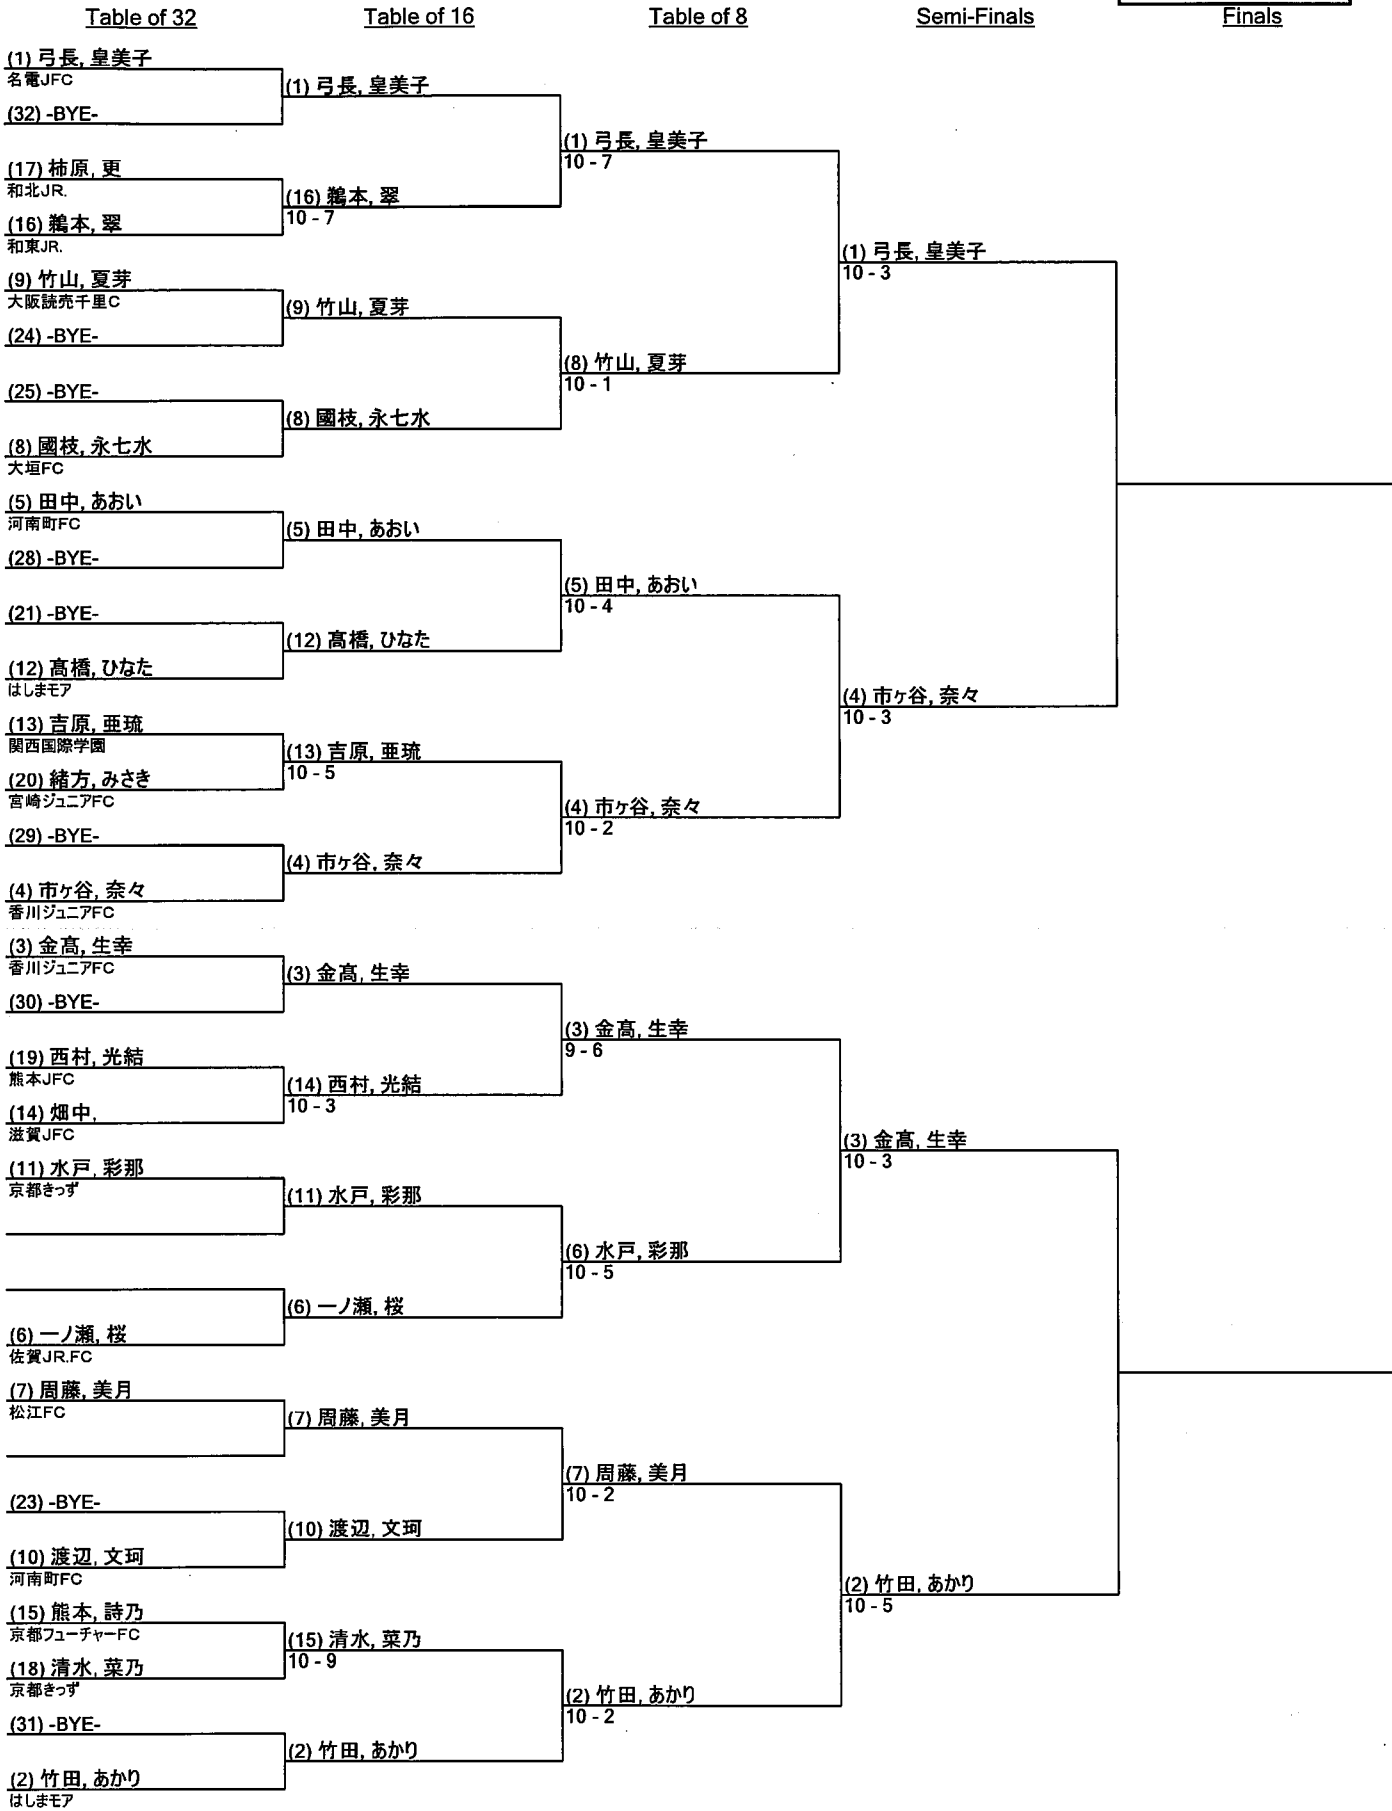 Table of 32
Table of 16
Table of 8
Semi-Finals
Finals
(1) 弓長, 皇美子
名電JFC
(32) -BYE-
(17) 柿原, 更
和北JR.
(16) 鵜本, 翠
和東JR.
(9) 竹山, 夏芽
大阪読売千里C
(24) -BYE-
(25) -BYE-
(8) 國枝, 永七水
大垣FC
(5) 田中, あおい
河南町FC
(28) -BYE-
(21) -BYE-
(12) 髙橋, ひなた
はしまモア
(13) 吉原, 亜琉
関西国際学園
(20) 緒方, みさき
宮崎ジュニアFC
(29) -BYE-
(4) 市ヶ谷, 奈々
香川ジュニアFC
(3) 金髙, 生幸
香川ジュニアFC
(30) -BYE-
(19) 西村, 光結
熊本JFC
(14) 畑中,
滋賀JFC
(11) 水戸, 彩那
京都きっず
(6) 一ノ瀬, 桜
佐賀JR.FC
(7) 周藤, 美月
松江FC
(23) -BYE-
(10) 渡辺, 文珂
河南町FC
(15) 熊本, 詩乃
京都フューチャーFC
(18) 清水, 菜乃
京都きっず
(31) -BYE-
(2) 竹田, あかり
はしまモア
(1) 弓長, 皇美子
(16) 鵜本, 翠
10 - 7
(9) 竹山, 夏芽
(8) 國枝, 永七水
(5) 田中, あおい
(12) 髙橋, ひなた
(13) 吉原, 亜琉
10 - 5
(4) 市ヶ谷, 奈々
(3) 金髙, 生幸
(14) 西村, 光結
10 - 3
(11) 水戸, 彩那
(6) 一ノ瀬, 桜
(7) 周藤, 美月
(10) 渡辺, 文珂
(15) 清水, 菜乃
10 - 9
(2) 竹田, あかり
(1) 弓長, 皇美子
10 - 7
(8) 竹山, 夏芽
10 - 1
(5) 田中, あおい
10 - 4
(4) 市ヶ谷, 奈々
10 - 2
(3) 金髙, 生幸
9 - 6
(6) 水戸, 彩那
10 - 5
(7) 周藤, 美月
10 - 2
(2) 竹田, あかり
10 - 2
(1) 弓長, 皇美子
10 - 3
(4) 市ヶ谷, 奈々
10 - 3
(3) 金髙, 生幸
10 - 3
(2) 竹田, あかり
10 - 5